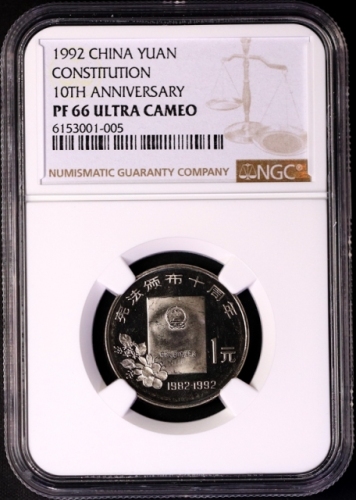 1992 CHINA YUAN
CONSTITUTION
10TH ANNIVERSARY
PF 66 ULTRA CAMEO
6153001-005
NUMISMATIC GUARANTY COMPANY
NGC
宪法颁布十周年
1元
1982-1992